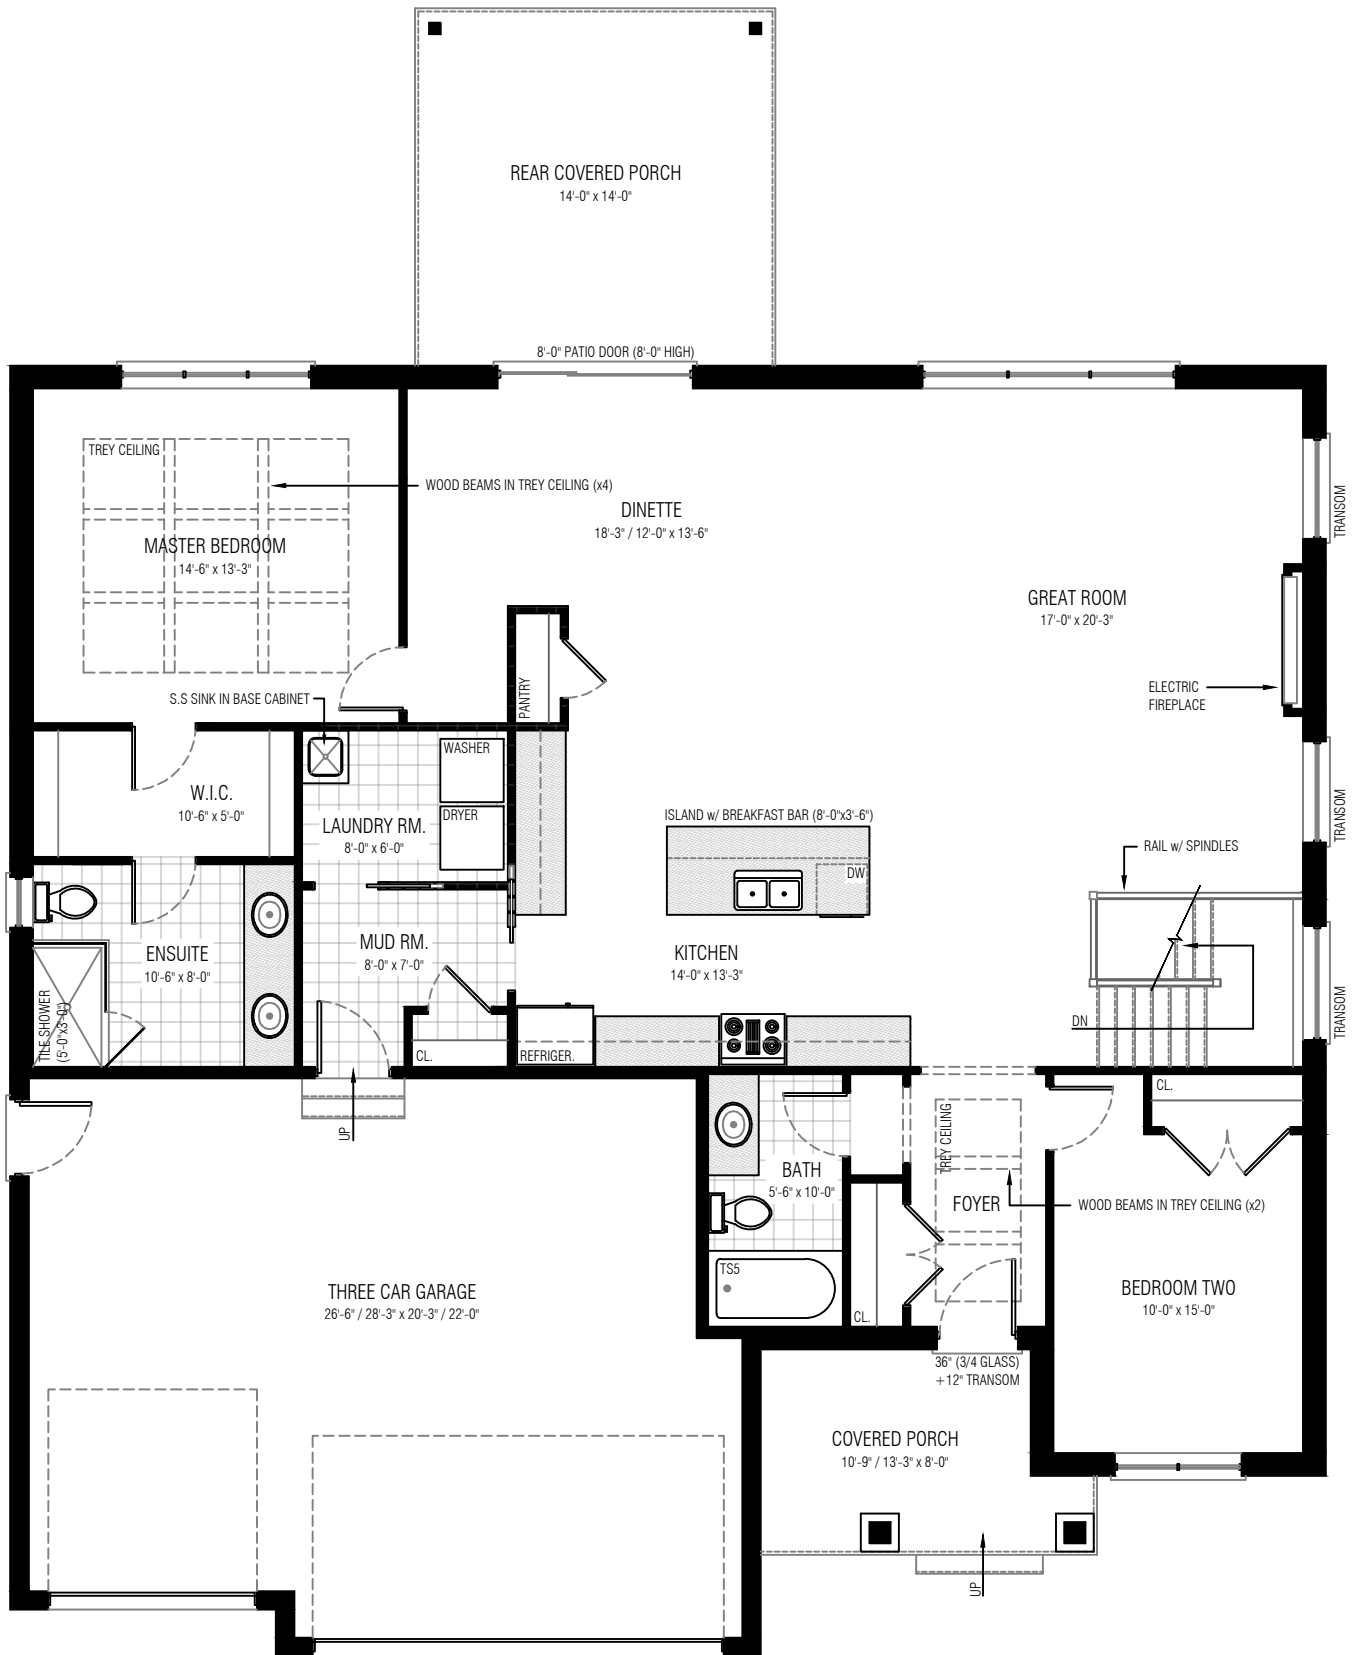 REAR COVERED PORCH
14'-0" x 14'-0"
8'-0" PATIO DOOR (8'-0" HIGH)
TREY CEILING
WOOD BEAMS IN TREY CEILING (x4)
MASTER BEDROOM
14'-6" x 13'-3"
DINETTE
18'-3" / 12'-0" x 13'-6"
TRANSOM
GREAT ROOM
17'-0" x 20'-3"
ELECTRIC
FIREPLACE
PANTRY
S.S SINK IN BASE CABINET
WASHER
DRYER
W.I.C.
10'-6" x 5'-0"
LAUNDRY RM.
8'-0" x 6'-0"
ISLAND w/ BREAKFAST BAR (8'-0"x3'-6")
DW
TRANSOM
RAIL w/ SPINDLES
ENSUITE
10'-6" x 8'-0"
TILE SHOWER
(5'-0"x3'-0")
MUD RM.
8'-0" x 7'-0"
KITCHEN
14'-0" x 13'-3"
DN
TRANSOM
CL.
REFRIGER.
UP
CL.
TREY CEILING
BATH
5'-6" x 10'-0"
FOYER
WOOD BEAMS IN TREY CEILING (x2)
TS5
CL.
THREE CAR GARAGE
26'-6" / 28'-3" x 20'-3" / 22'-0"
BEDROOM TWO
10'-0" x 15'-0"
36" (3/4 GLASS)
+12" TRANSOM
COVERED PORCH
10'-9" / 13'-3" x 8'-0"
UP